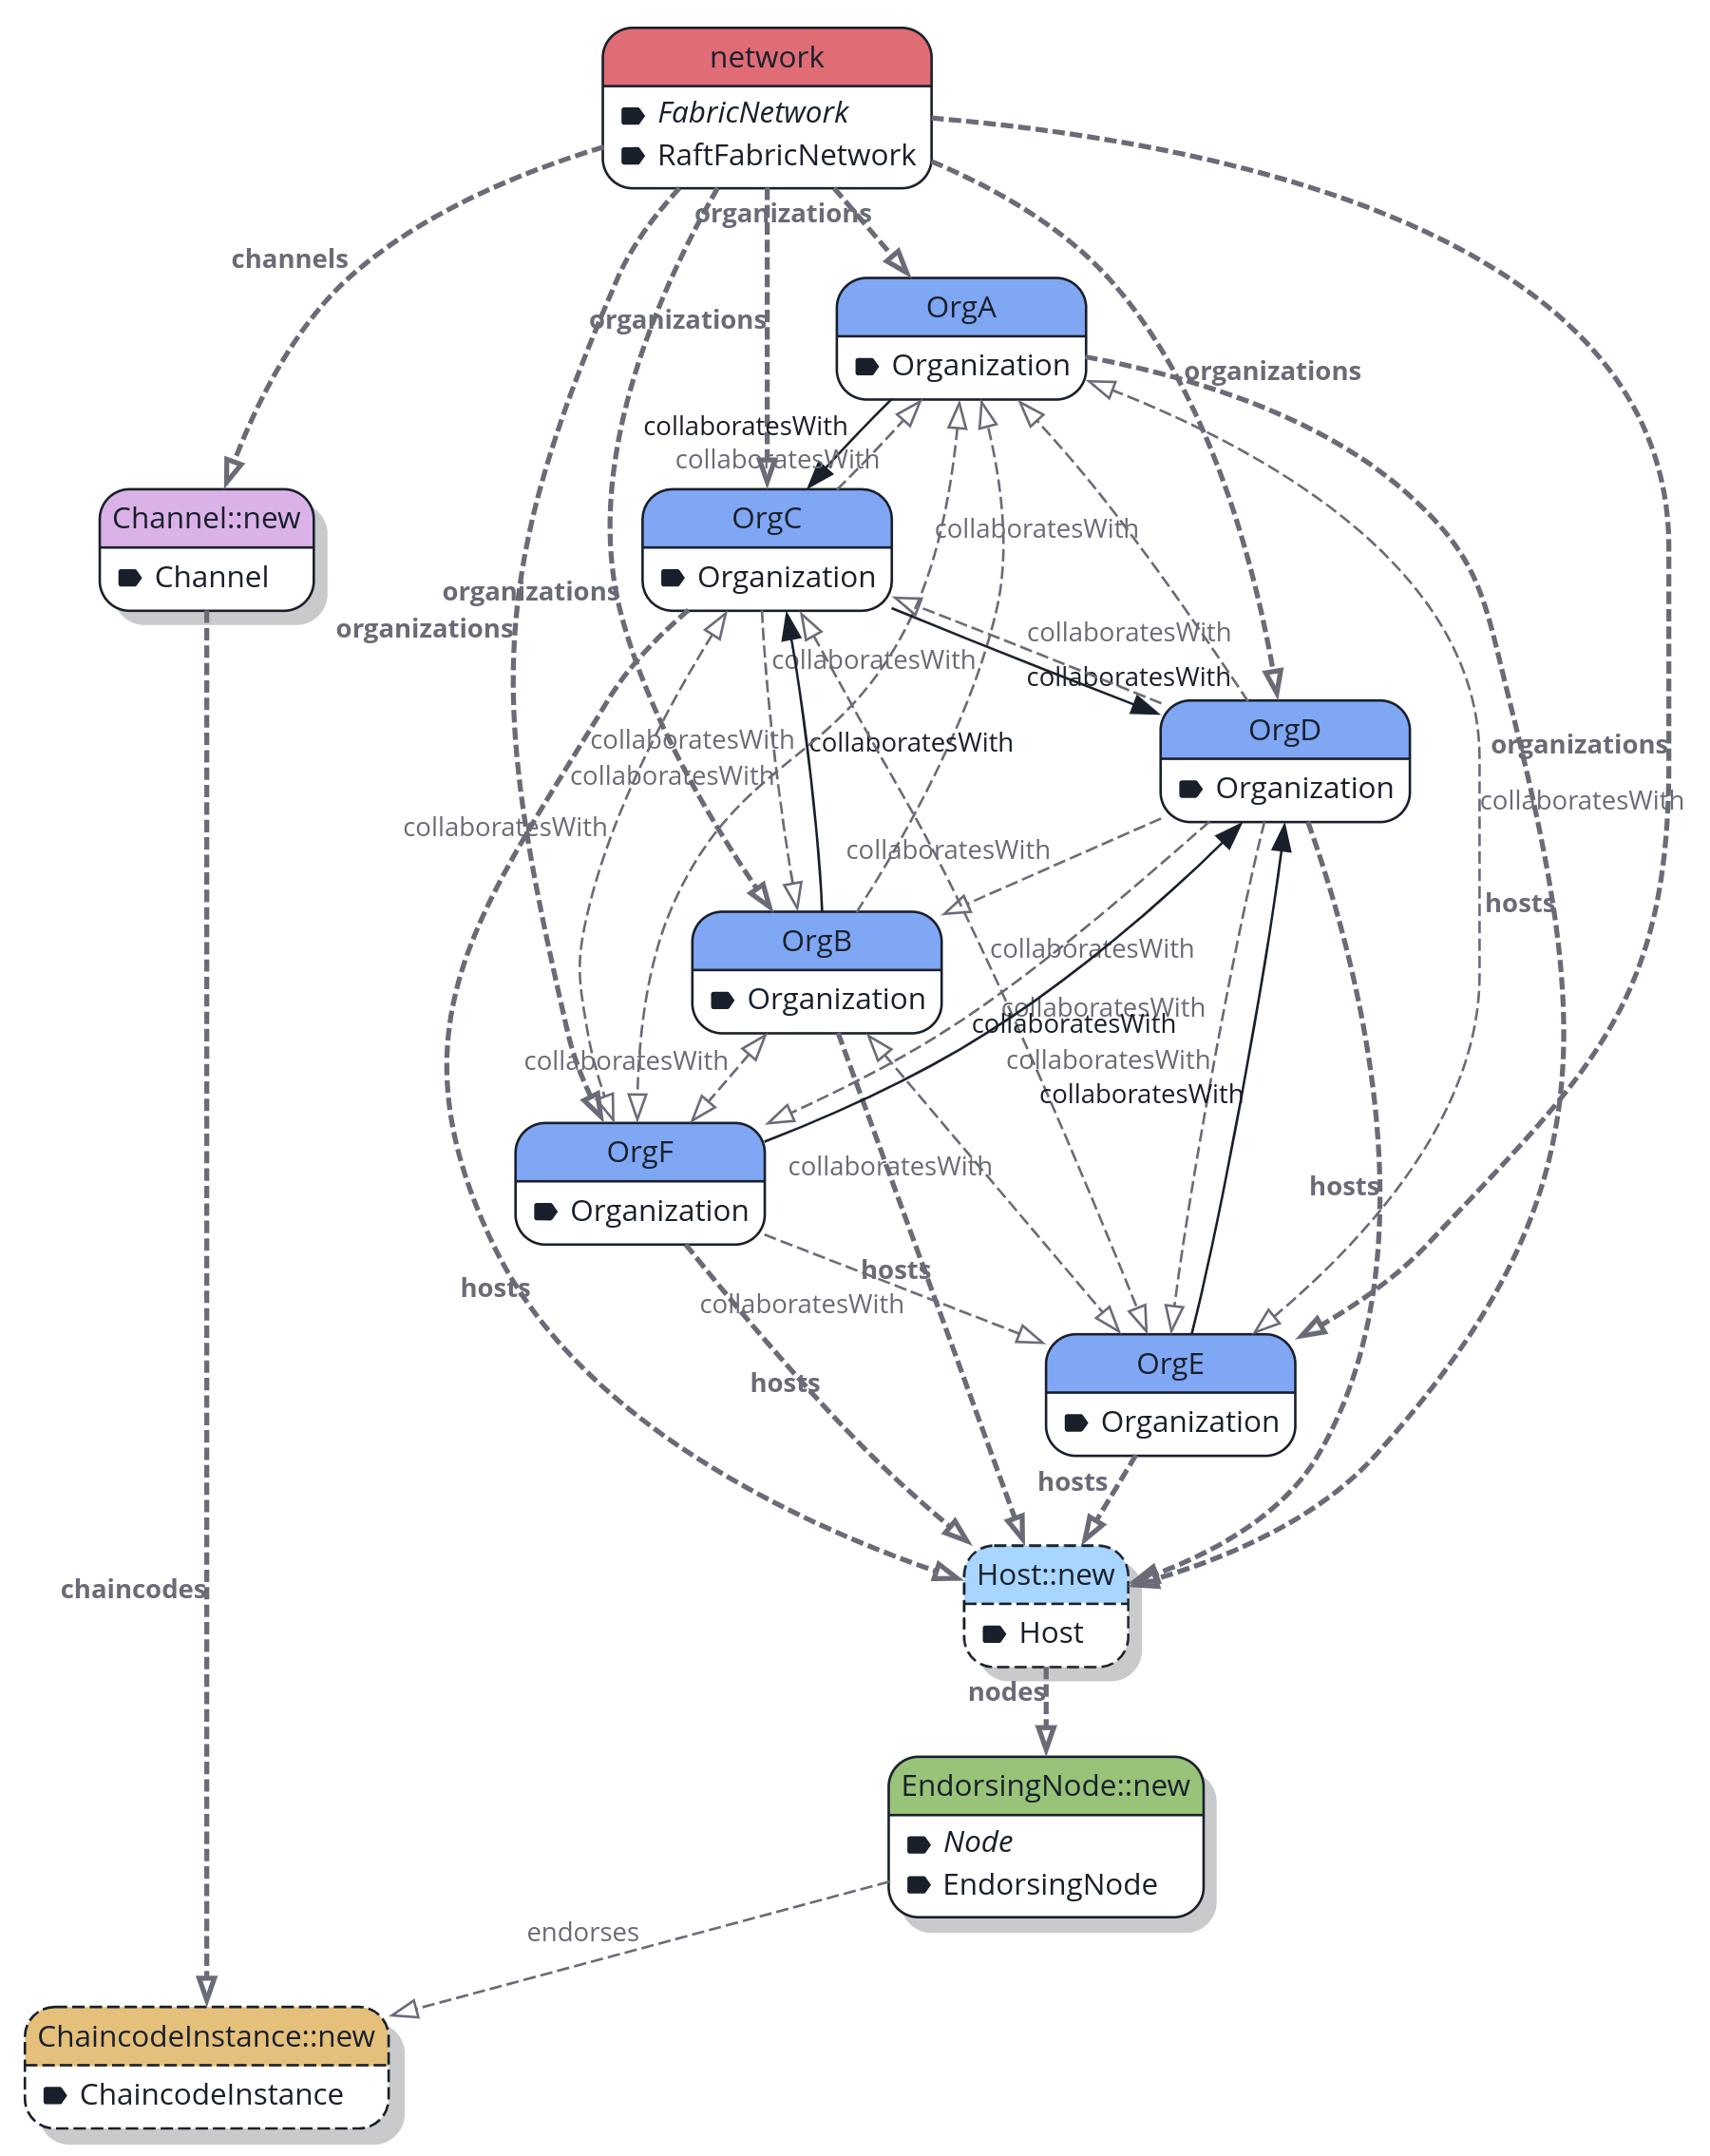 network
FabricNetwork
RaftFabricNetwork
organizations
channels
OrgA
Organization
organizations
organizations
collaboratesWith
collaboratesWith
Channel::new
Channel
OrgC
Organization
collaboratesWith
organizations
organizations
collaboratesWith
collaboratesWith
collaboratesWith
OrgD
Organization
collaboratesWith
collaboratesWith
organizations
collaboratesWith
collaboratesWith
collaboratesWith
collaboratesWith
hosts
OrgB
Organization
collaboratesWith
collaboratesWith
collaboratesWith
collaboratesWith
collaboratesWith
collaboratesWith
OrgF
Organization
collaboratesWith
hosts
hosts
hosts
collaboratesWith
hosts
OrgE
Organization
hosts
Host::new
Host
chaincodes
nodes
EndorsingNode::new
Node
EndorsingNode
endorses
ChaincodeInstance::new
ChaincodeInstance